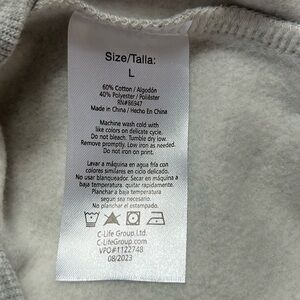 Size/Talla:
L
60% Cotton / Algodón
40% Polyester / Poliéster
RN#86947
Made in China / Hecho En China
Machine wash cold with
like colors on delicate cycle.
Do not bleach. Tumble dry low.
Remove promptly. Low iron as needed.
Do not iron on print.
Lavar a máquina en agua fría con
colores similares en ciclo delicado.
No usar blanqueador. Secar en máquina a
baja temperatura. quitar rapidamente.
Planchar a baja temperatura
segun sea necesario.
No planchar el estampado.
C-Life Group, Ltd.
C-LifeGroup.com
VPO#1122748
08/2023